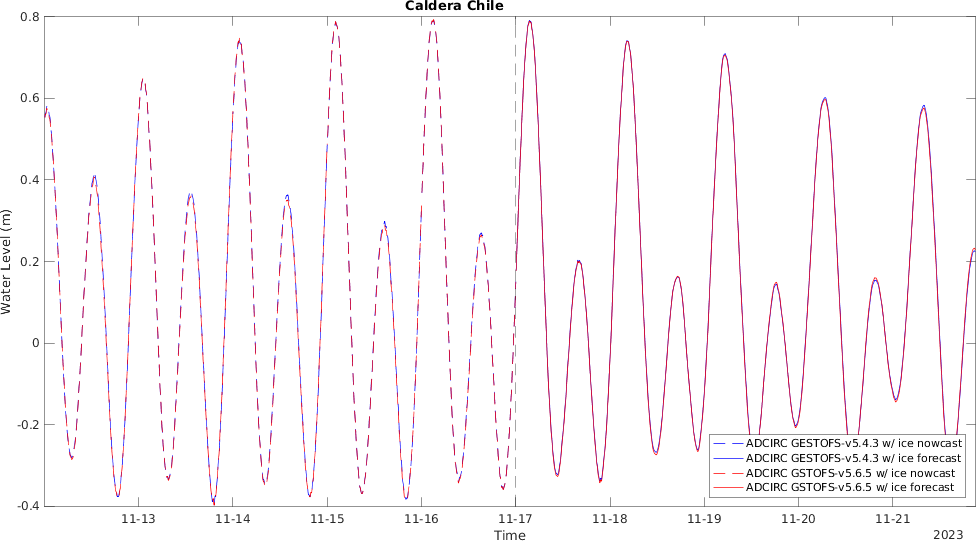 Caldera Chile
0.8
0.6
0.4
0.2
0
-0.2
-0.4
Water Level (m)
ADCIRC GESTOFS-v5.4.3 w/ ice nowcast
ADCIRC GESTOFS-v5.4.3 w/ ice forecast
ADCIRC GSTOFS-v5.6.5 w/ ice nowcast
ADCIRC GSTOFS-v5.6.5 w/ ice forecast
11-13 11-14 11-15 11-16 11-17 11-18 11-19 11-20 11-21
Time
2023